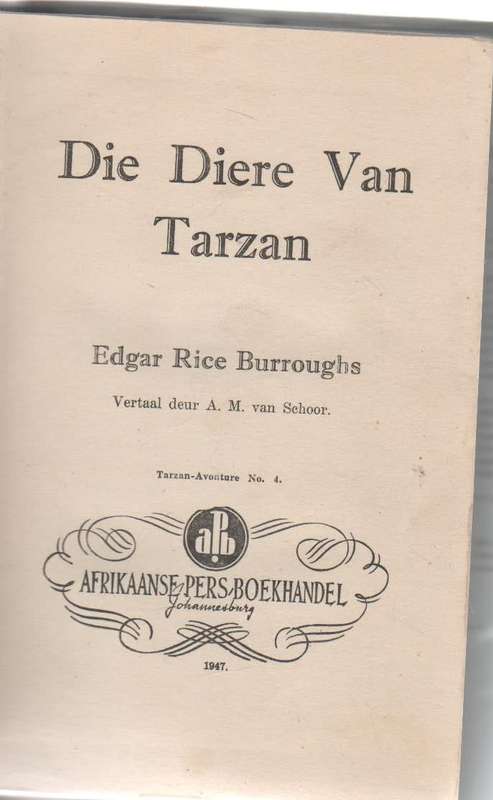 Die Diere Van
Tarzan
Edgar Rice Burroughs
Vertaal deur A. M. van Schoor.
Tarzan-Avonture No. 4.
aPb
AFRIKAANSE PERS BOEKHANDEL
Johannesburg
1947.